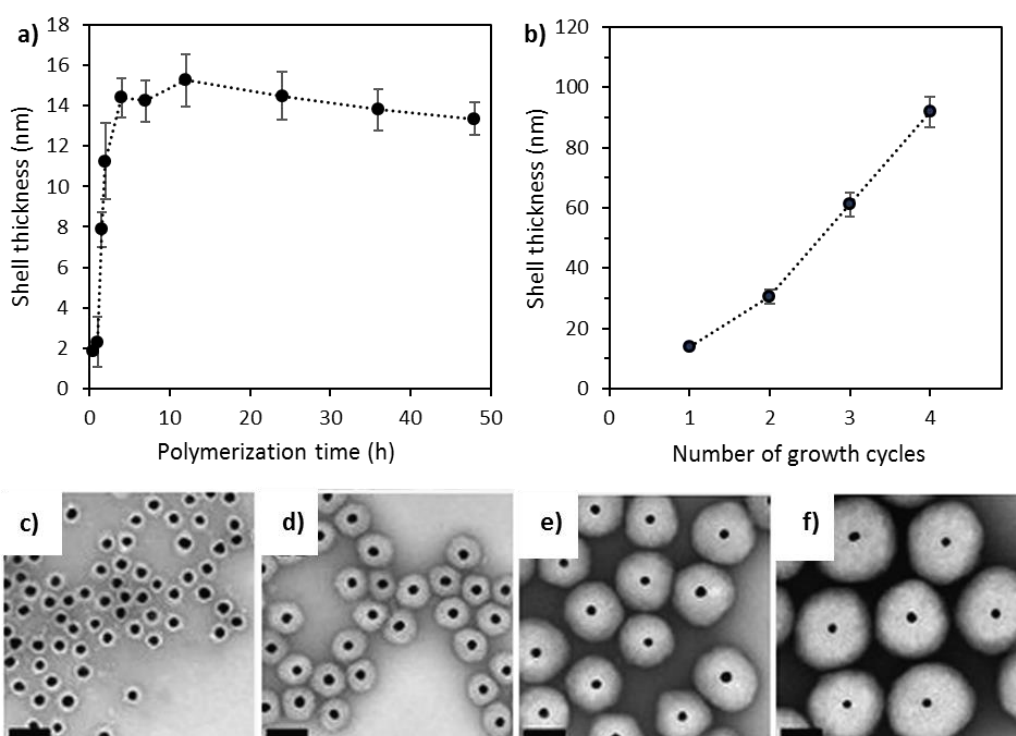 a)
18
16
14
12
10
8
6
4
2
0
Shell thickness (nm)
0 10 20 30 40 50
Polymerization time (h)
b)
120
100
80
60
40
20
0
Shell thickness (nm)
0 1 2 3 4
Number of growth cycles
c) d) e) f)